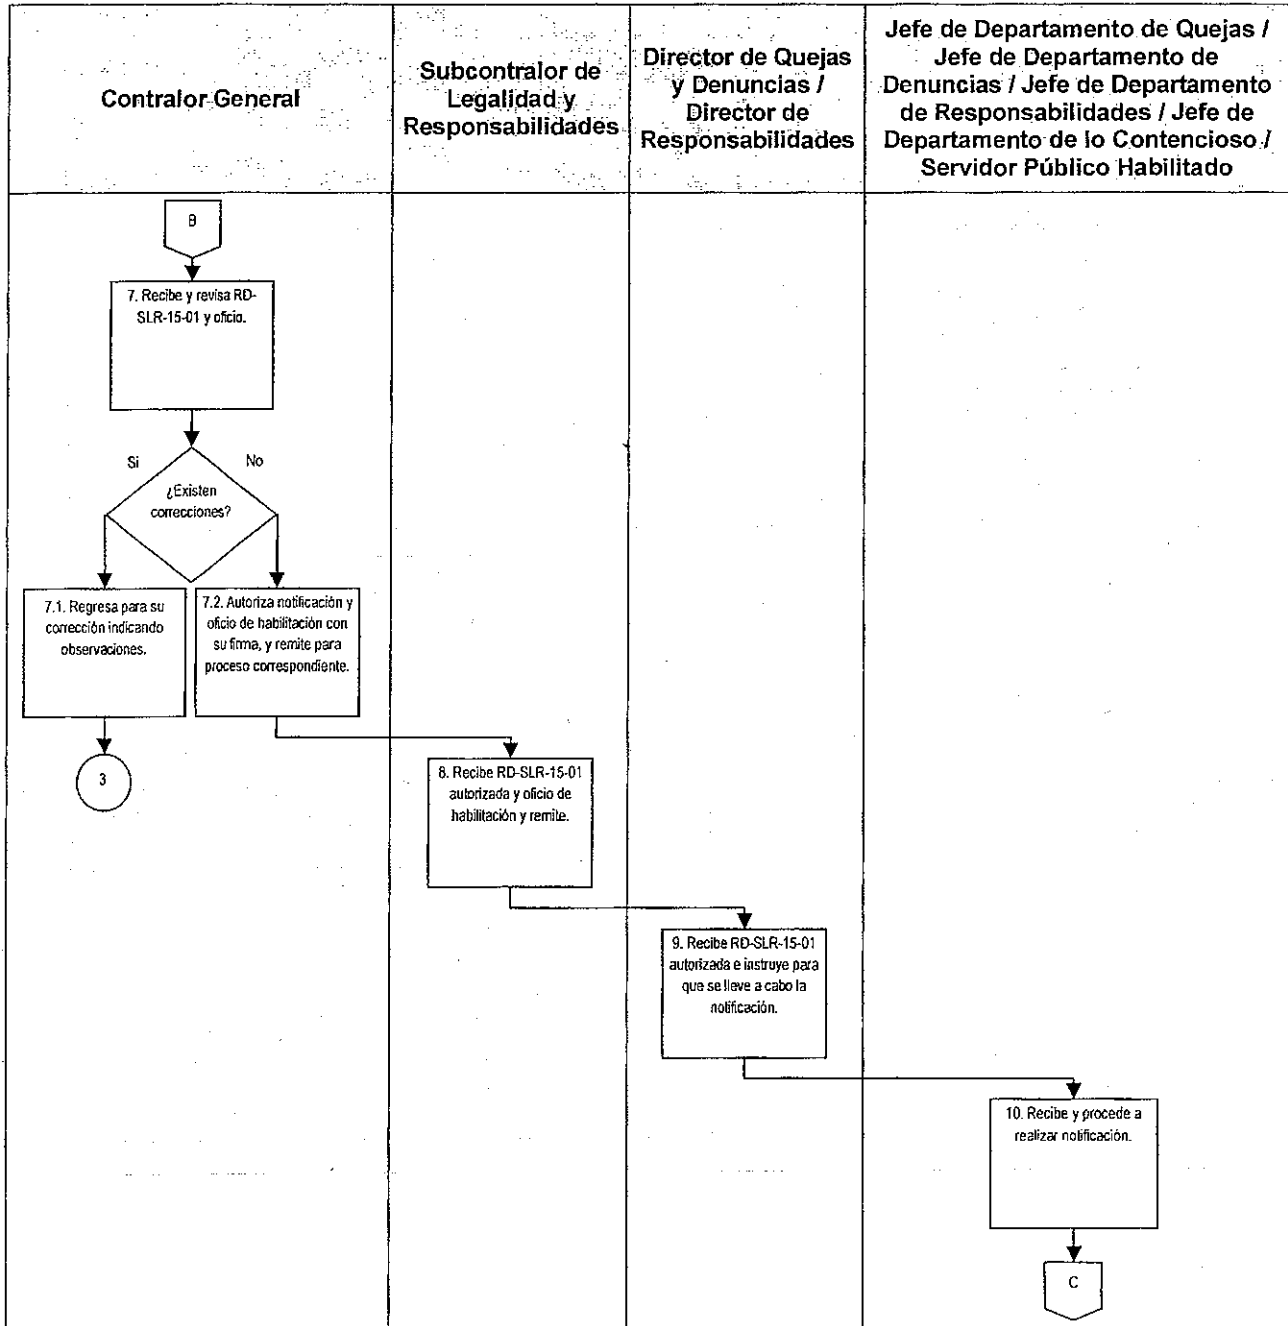 Contralor General
Subcontralor de
Legalidad y
Responsabilidades
Director de Quejas
y Denuncias /
Director de
Responsabilidades
Jefe de Departamento de Quejas /
Jefe de Departamento de
Denuncias / Jefe de Departamento
de Responsabilidades / Jefe de
Departamento de lo Contencioso /
Servidor Público Habilitado
B
7. Recibe y revisa RD-
SLR-15-01 y oficio.
Si
No
¿Existen
correcciones?
7.1. Regresa para su
corrección indicando
observaciones.
7.2. Autoriza notificación y
oficio de habilitación con
su firma, y remite para
proceso correspondiente.
3
8. Recibe RD-SLR-15-01
autorizada y oficio de
habilitación y remite.
9. Recibe RD-SLR-15-01
autorizada e instruye para
que se lleve a cabo la
notificación.
10. Recibe y procede a
realizar notificación.
C